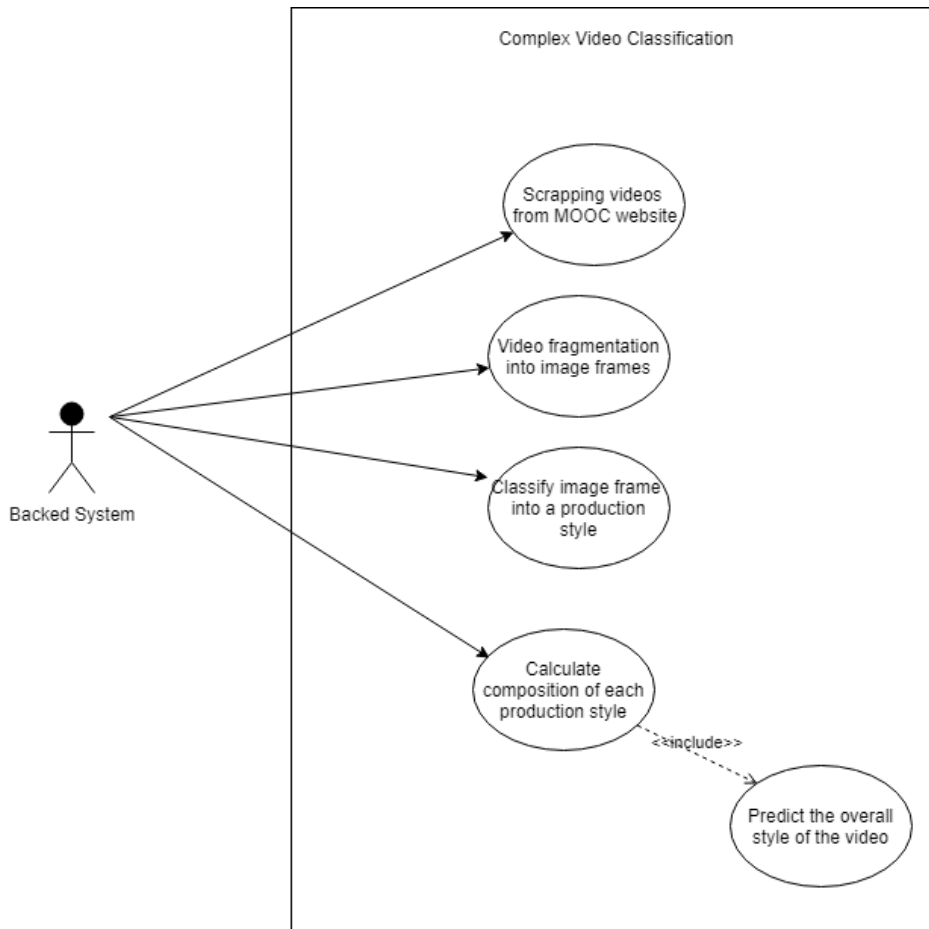 Complex Video Classification
Scrapping videos
from MOOC website
Video fragmentation
into image frames
Classify image frame
into a production
style
Backed System
Calculate
composition of each
production style
<<include>>
Predict the overall
style of the video